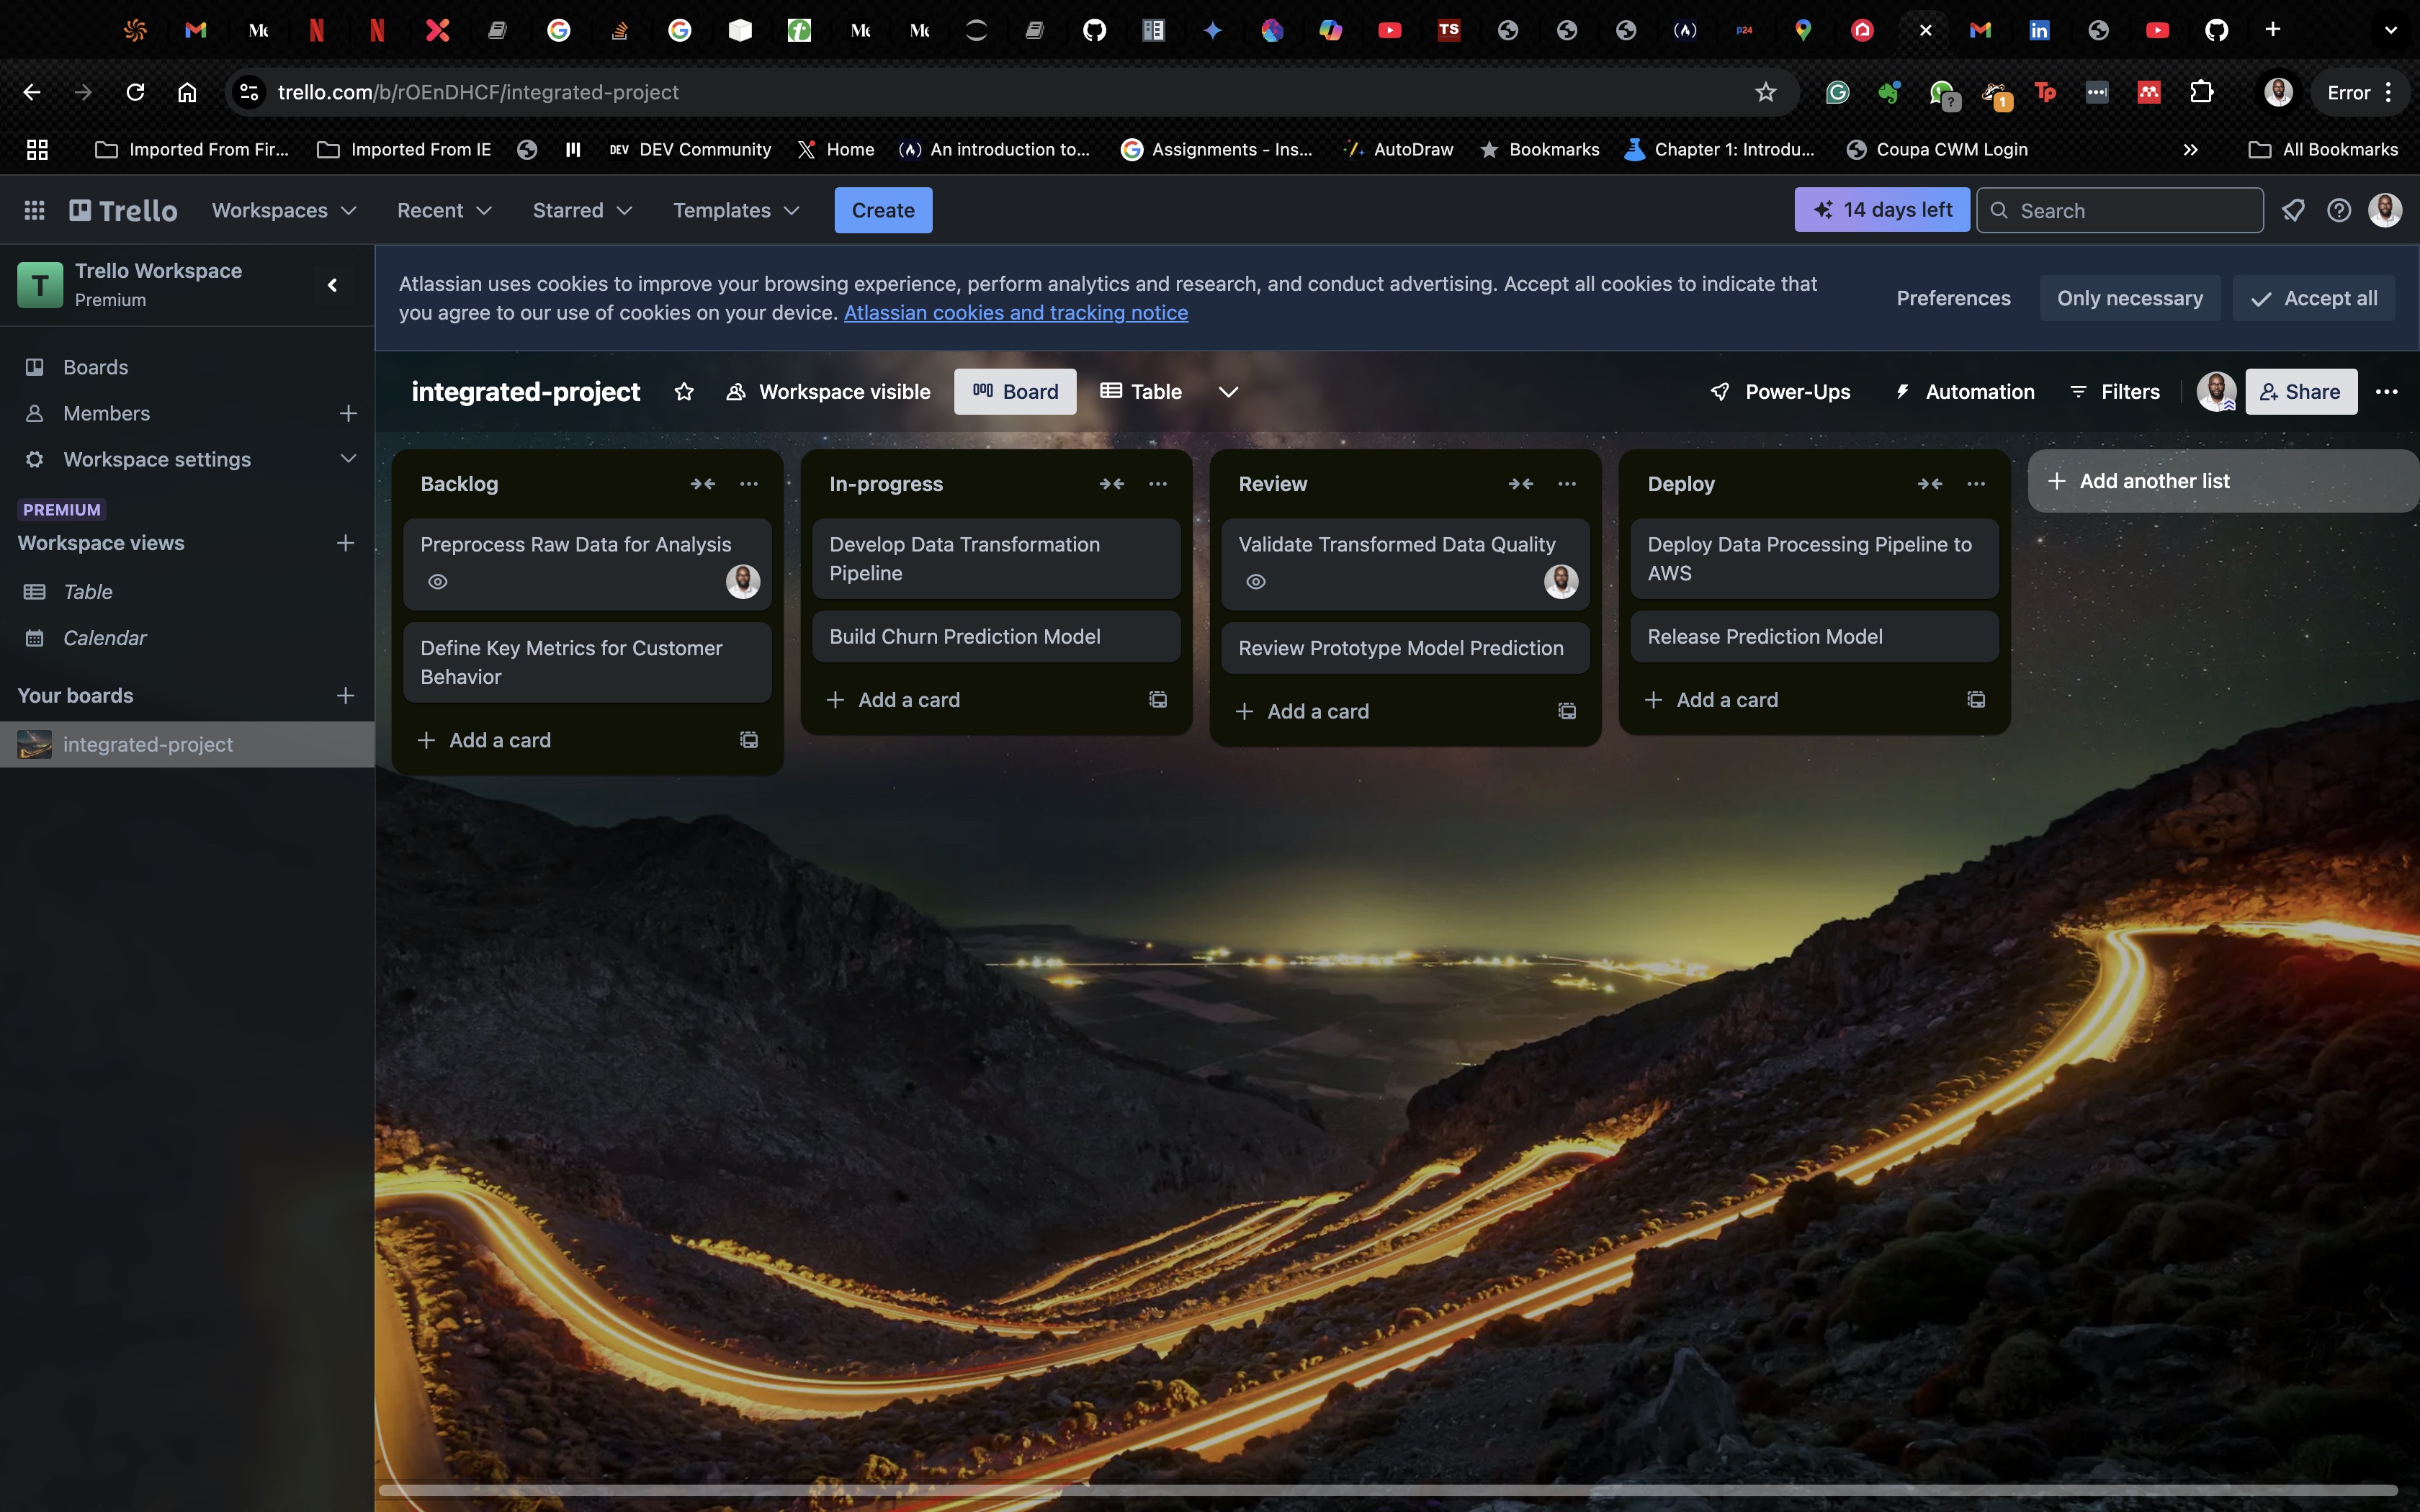 trello.com/b/rOEnDHCF/integrated-project
Error
Imported From Fir...
Imported From IE
DEV DEV Community
Home
An introduction to...
Assignments - Ins...
AutoDraw
Bookmarks
Chapter 1: Introdu...
Coupa CWM Login
All Bookmarks
Trello
Workspaces
Recent
Starred
Templates
Create
14 days left
Search
T
Trello Workspace
Premium
Atlassian uses cookies to improve your browsing experience, perform analytics and research, and conduct advertising. Accept all cookies to indicate that
you agree to our use of cookies on your device. Atlassian cookies and tracking notice
Preferences
Only necessary
Accept all
Boards
Members
Workspace settings
PREMIUM
Workspace views
Table
Calendar
Your boards
integrated-project
integrated-project
Workspace visible
Board
Table
Power-Ups
Automation
Filters
Share
Backlog
Preprocess Raw Data for Analysis
Define Key Metrics for Customer
Behavior
Add a card
In-progress
Develop Data Transformation
Pipeline
Build Churn Prediction Model
Add a card
Review
Validate Transformed Data Quality
Review Prototype Model Prediction
Add a card
Deploy
Deploy Data Processing Pipeline to
AWS
Release Prediction Model
Add a card
Add another list